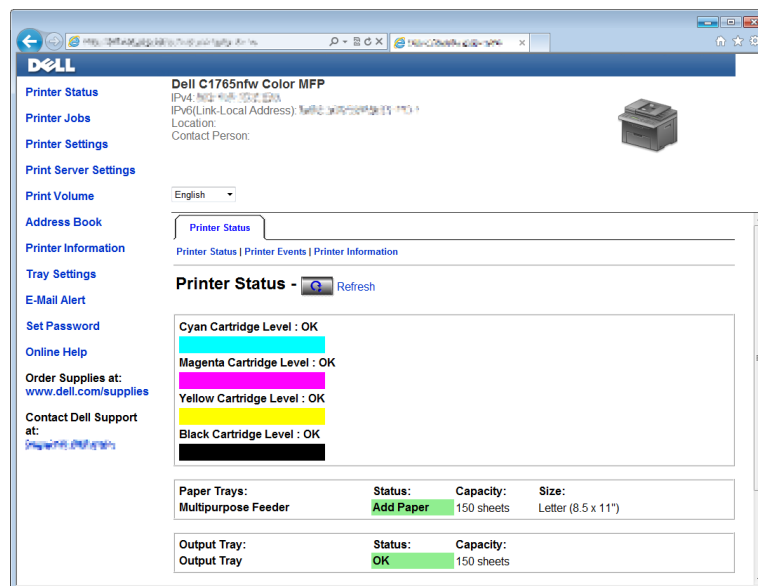 DELL
Printer Status
Printer Jobs
Printer Settings
Print Server Settings
Print Volume
Address Book
Printer Information
Tray Settings
E-Mail Alert
Set Password
Online Help
Order Supplies at:
www.dell.com/supplies
Contact Dell Support
at:
Dell C1765nfw Color MFP
IPv4:
IPv6(Link-Local Address):
Location:
Contact Person:
English
Printer Status
Printer Status | Printer Events | Printer Information
Printer Status - Refresh
Cyan Cartridge Level : OK
Magenta Cartridge Level : OK
Yellow Cartridge Level : OK
Black Cartridge Level : OK
Paper Trays: Status: Capacity: Size:
Multipurpose Feeder Add Paper 150 sheets Letter (8.5 x 11")
Output Tray: Status: Capacity:
Output Tray OK 150 sheets